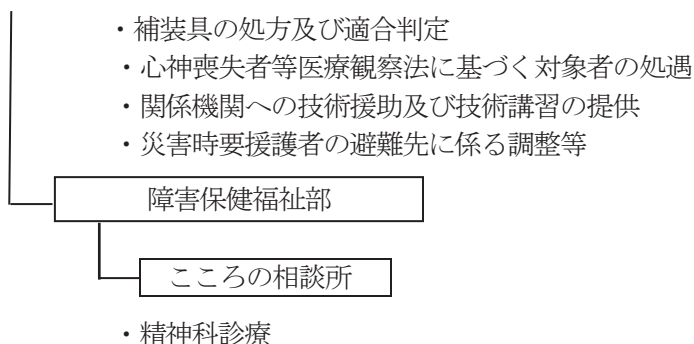 ・補装具の処方及び適合判定
・心神喪失者等医療観察法に基づく対象者の処遇
・関係機関への技術援助及び技術講習の提供
・災害時要援護者の避難先に係る調整等
障害保健福祉部
こころの相談所
・精神科診療